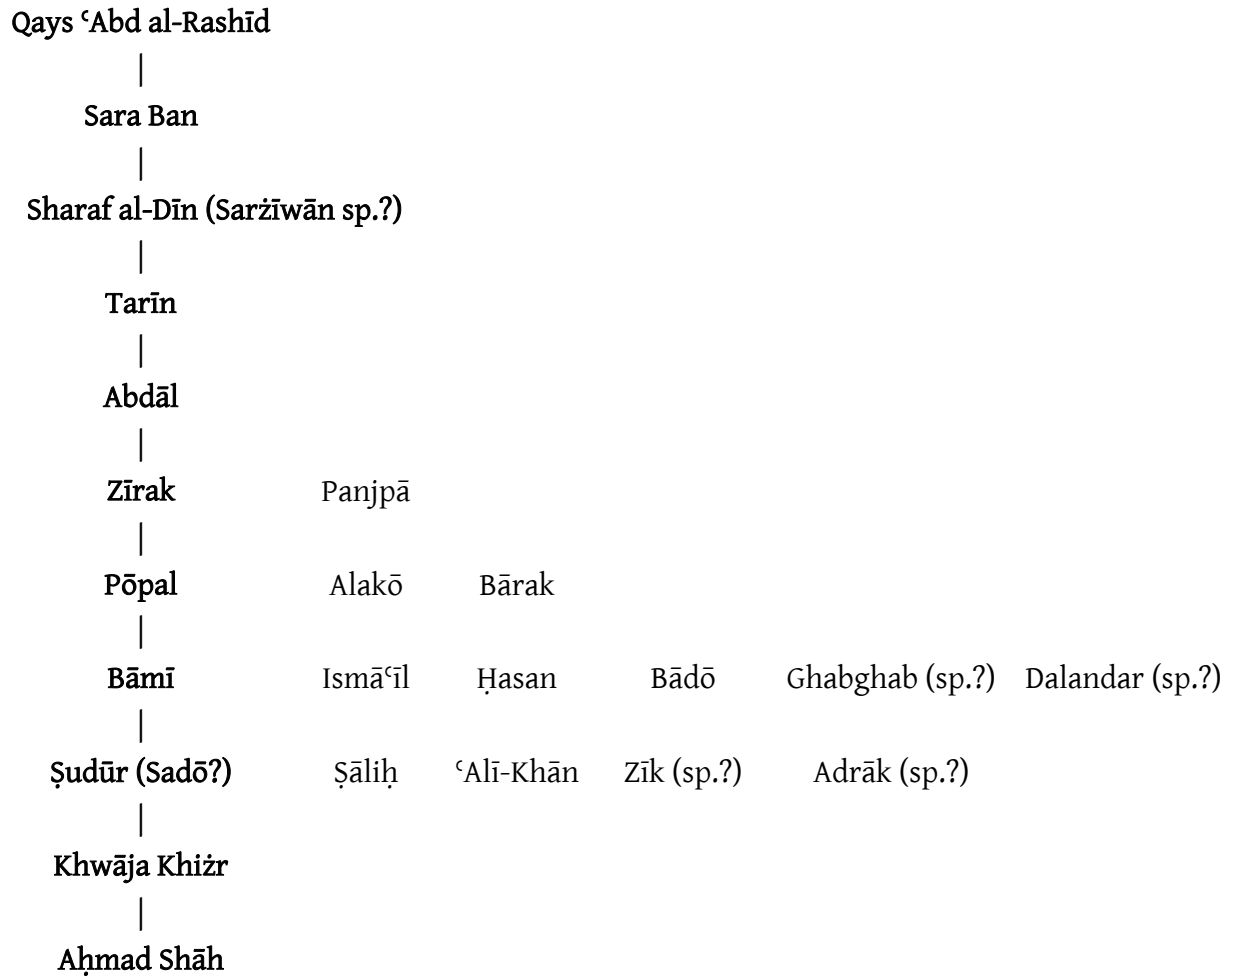 Qays ʿAbd al-Rashīd
Sara Ban
Sharaf al-Dīn (Sarżīwān sp.?)
Tarīn
Abdāl
Zīrak Panjpā
Pōpal Alakō Bārak
Bāmī Ismāʿīl Ḥasan Bādō Ghabghab (sp.?) Dalandar (sp.?)
Ṣudūr (Sadō?) Ṣāliḥ ʿAlī-Khān Zīk (sp.?) Adrāk (sp.?)
Khwāja Khiżr
Aḥmad Shāh